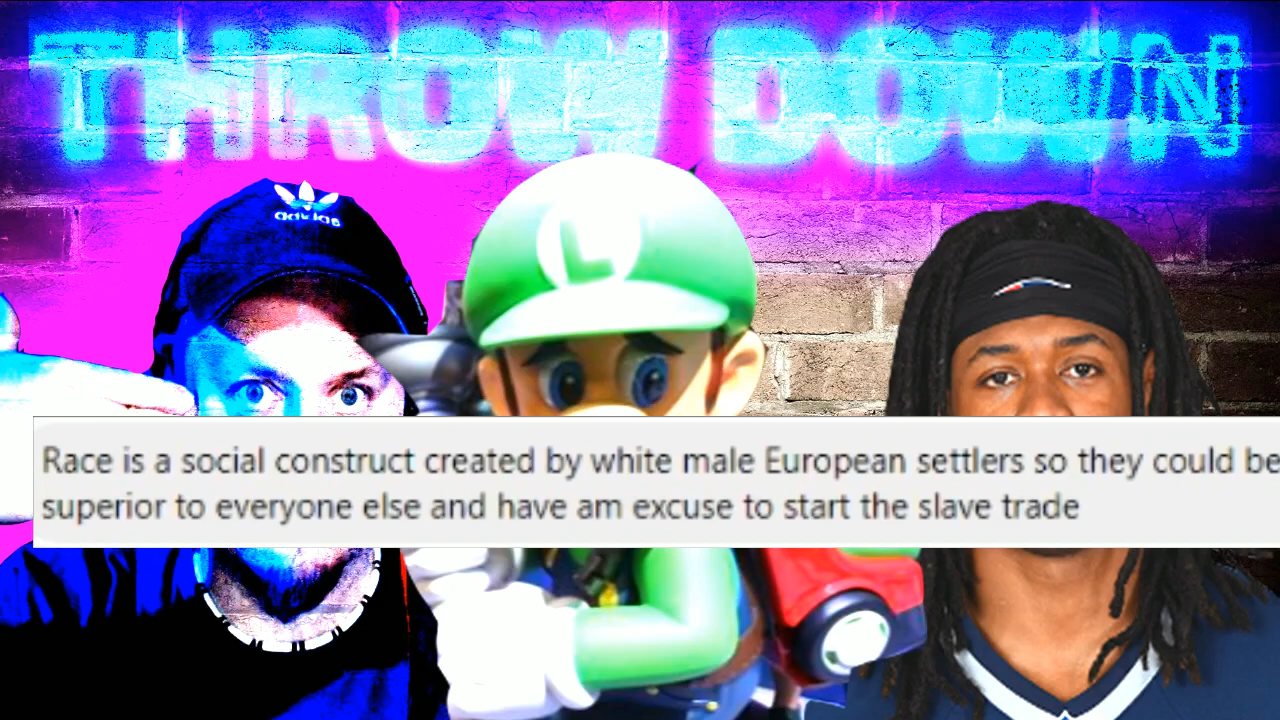 THROW DOWN
adidas
L
Race is a social construct created by white male European settlers so they could be
superior to everyone else and have am excuse to start the slave trade